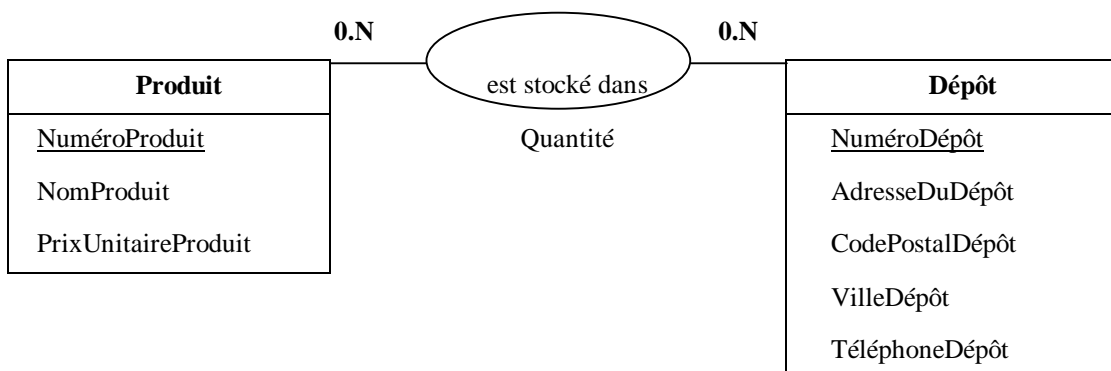 0.N 0.N
Produit est stocké dans Dépôt
NuméroProduit Quantité NuméroDépôt
NomProduit AdresseDuDépôt
PrixUnitaireProduit CodePostalDépôt
VilleDépôt
TéléphoneDépôt